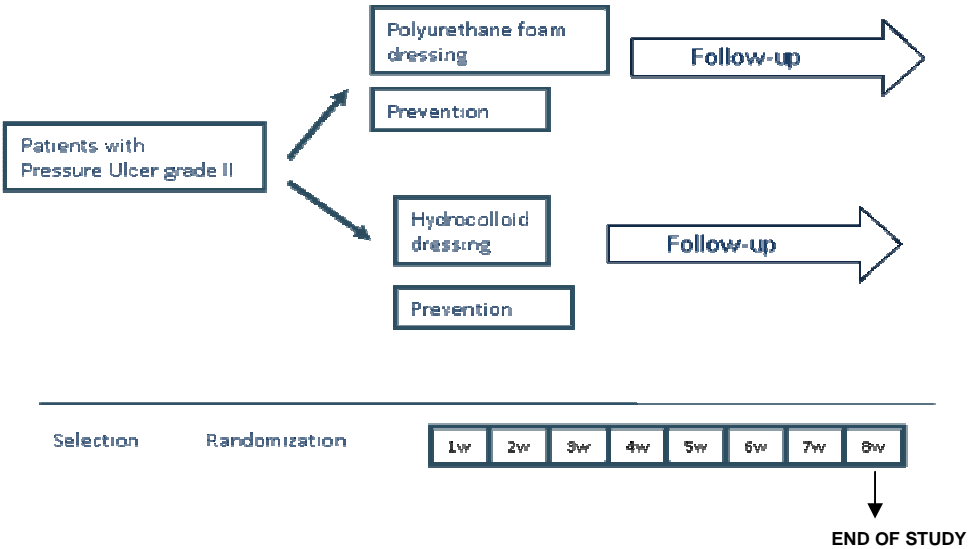 Polyurethane foam
dressing
Follow-up
Prevention
Patients with
Pressure Ulcer grade II
Hydrocolloid
dressing
Follow-up
Prevention
Selection Randomization 1w 2w 3w 4w 5w 6w 7w 8w
END OF STUDY